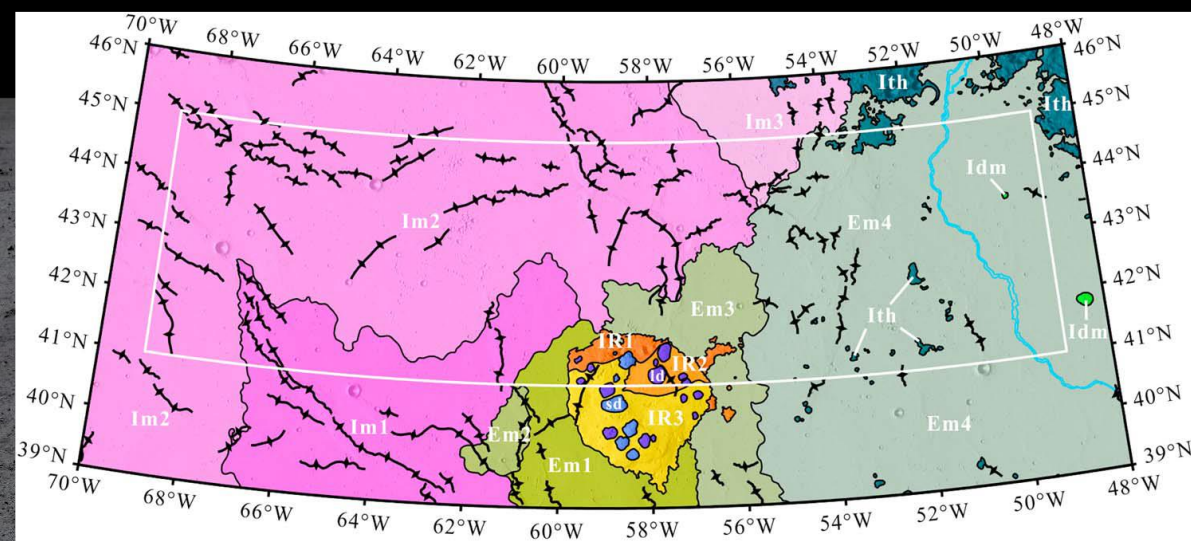 70°W 68°W 66°W 64°W 62°W 60°W 58°W 56°W 54°W 52°W 50°W 48°W
46°N 46°N
45°N 45°N
44°N 44°N
43°N 43°N
42°N 42°N
41°N 41°N
40°N 40°N
39°N 39°N
Ith
Ith
Im3
Idm
Im2
Em4
Em3
Ith
Idm
IR1
IR2
ld
sd
IR3
Im2
Im1
Em2
Em1
Em4
70°W 68°W 66°W 64°W 62°W 60°W 58°W 56°W 54°W 52°W 50°W 48°W